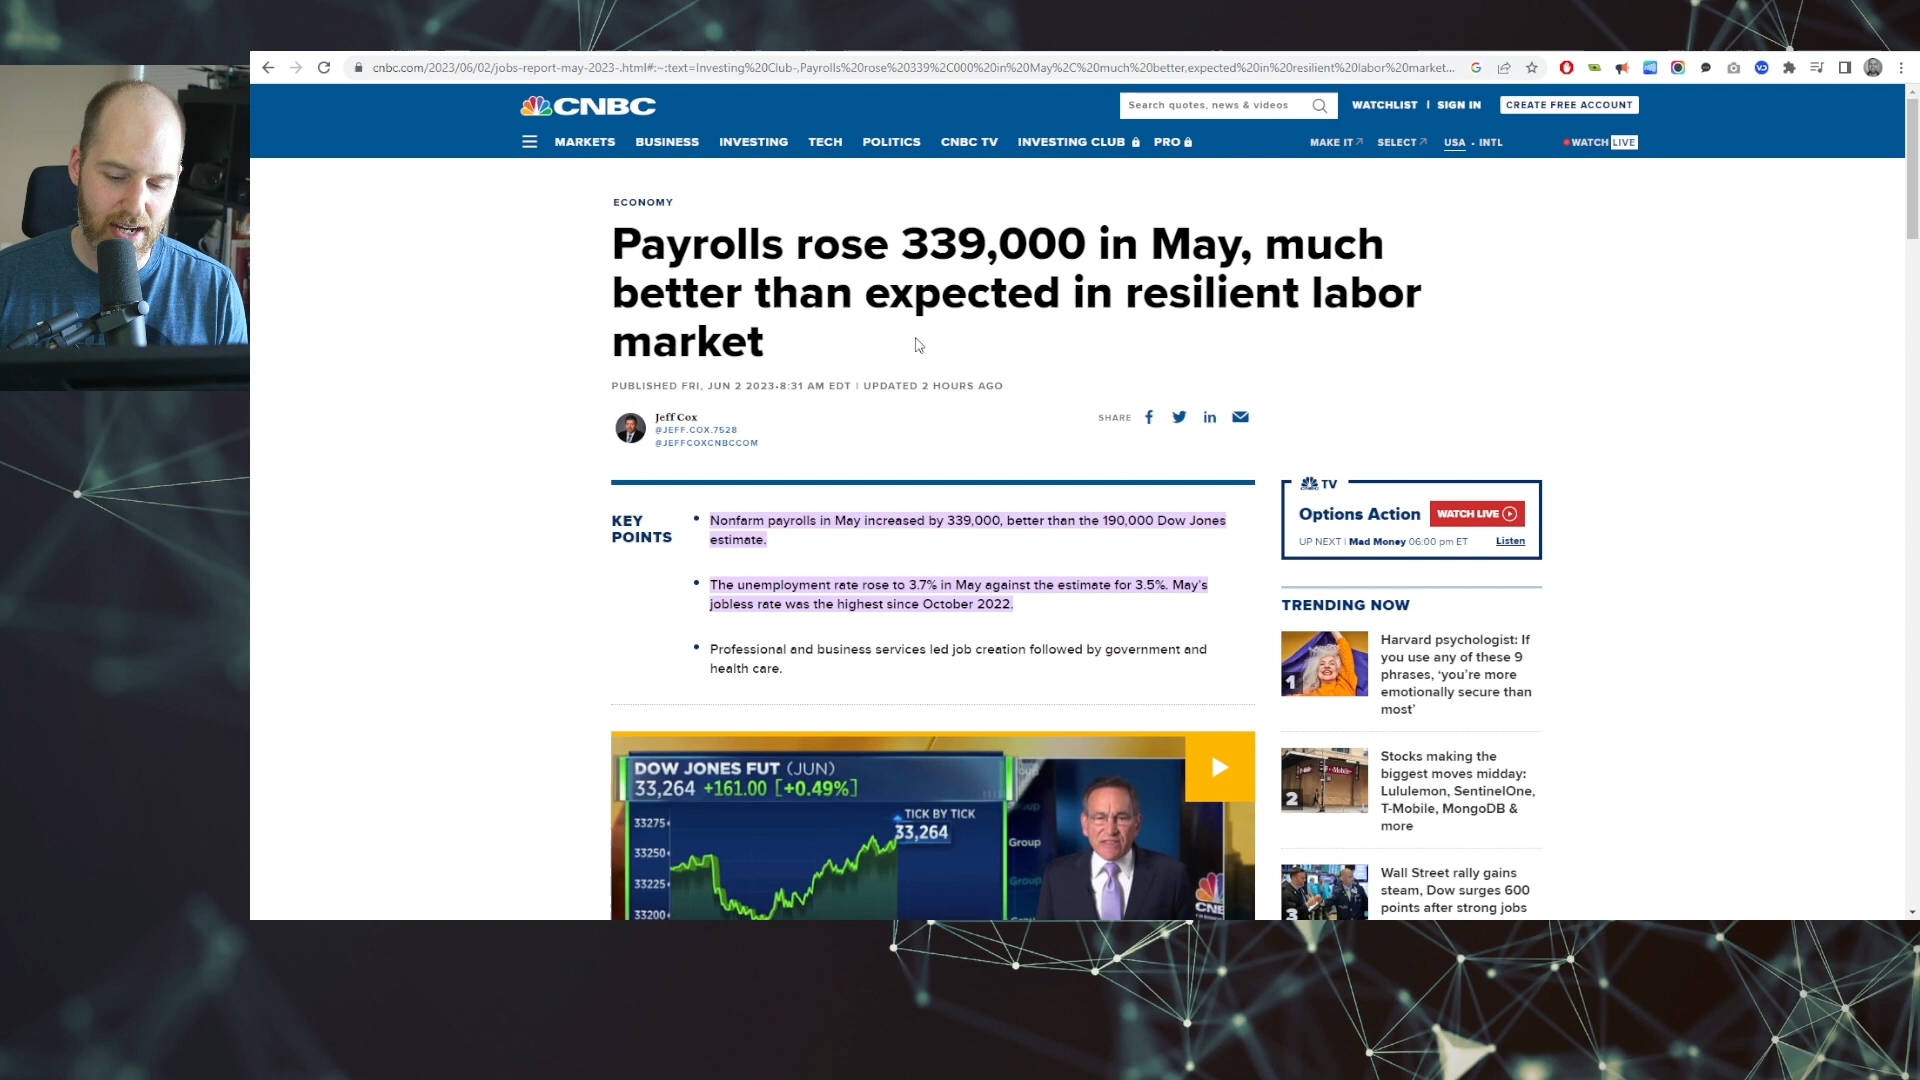 cnbc.com/2023/06/02/jobs-report-may-2023-.html#:~:text=Investing%20Club-,Payrolls%20rose%20339%2C000%20in%20May%2C%20much%20better,expected%20in%20resilient%20labor%20market...
CNBC
Search quotes, news & videos
WATCHLIST | SIGN IN
CREATE FREE ACCOUNT
MARKETS BUSINESS INVESTING TECH POLITICS CNBC TV INVESTING CLUB PRO
MAKE IT SELECT USA • INTL
WATCH LIVE
ECONOMY
Payrolls rose 339,000 in May, much
better than expected in resilient labor
market
PUBLISHED FRI, JUN 2 2023•8:31 AM EDT | UPDATED 2 HOURS AGO
Jeff Cox
@JEFF.COX.7528
@JEFFCOXCNBCCOM
SHARE
KEY
POINTS
• Nonfarm payrolls in May increased by 339,000, better than the 190,000 Dow Jones
estimate.
• The unemployment rate rose to 3.7% in May against the estimate for 3.5%. May's
jobless rate was the highest since October 2022.
• Professional and business services led job creation followed by government and
health care.
DOW JONES FUT (JUN)
33,264 +161.00 [+0.49%]
TICK BY TICK
33,264
33275
33250
33225
33200
Group
Group
CNB
TV
Options Action
WATCH LIVE
UP NEXT | Mad Money 06:00 pm ET
Listen
TRENDING NOW
1
Harvard psychologist: If
you use any of these 9
phrases, ‘you’re more
emotionally secure than
most’
2
Stocks making the
biggest moves midday:
Lululemon, SentinelOne,
T-Mobile, MongoDB &
more
3
Wall Street rally gains
steam, Dow surges 600
points after strong jobs